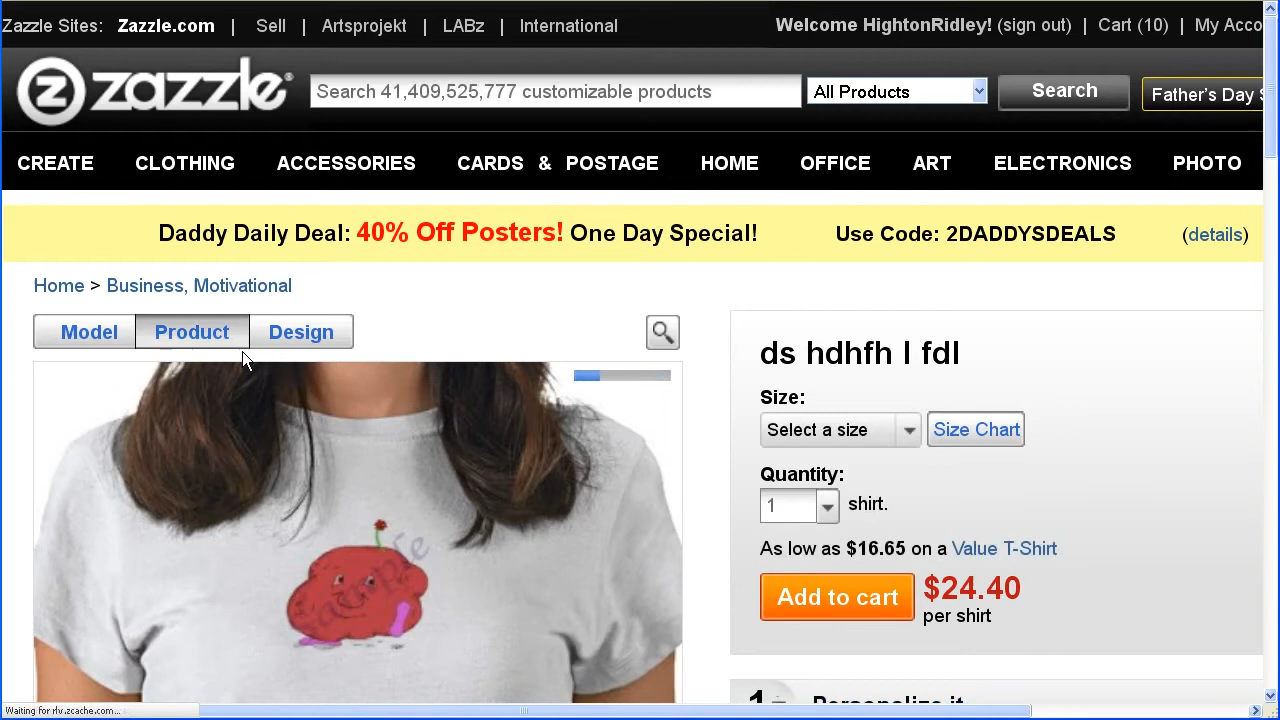 Zazzle Sites: Zazzle.com | Sell | Artsprojekt | LABz | International Welcome HightonRidley! (sign out) | Cart (10) | My Acco
zazzle Search 41,409,525,777 customizable products All Products Search Father's Day S
CREATE CLOTHING ACCESSORIES CARDS & POSTAGE HOME OFFICE ART ELECTRONICS PHOTO
Daddy Daily Deal: 40% Off Posters! One Day Special! Use Code: 2DADDYSDEALS (details)
Home > Business, Motivational
Model Product Design
ds hdhfh l fdl
Size:
Select a size Size Chart
Quantity:
1 shirt.
As low as $16.65 on a Value T-Shirt
Add to cart $24.40
per shirt
1 Personalize it
Waiting for rlv.zcache.com...